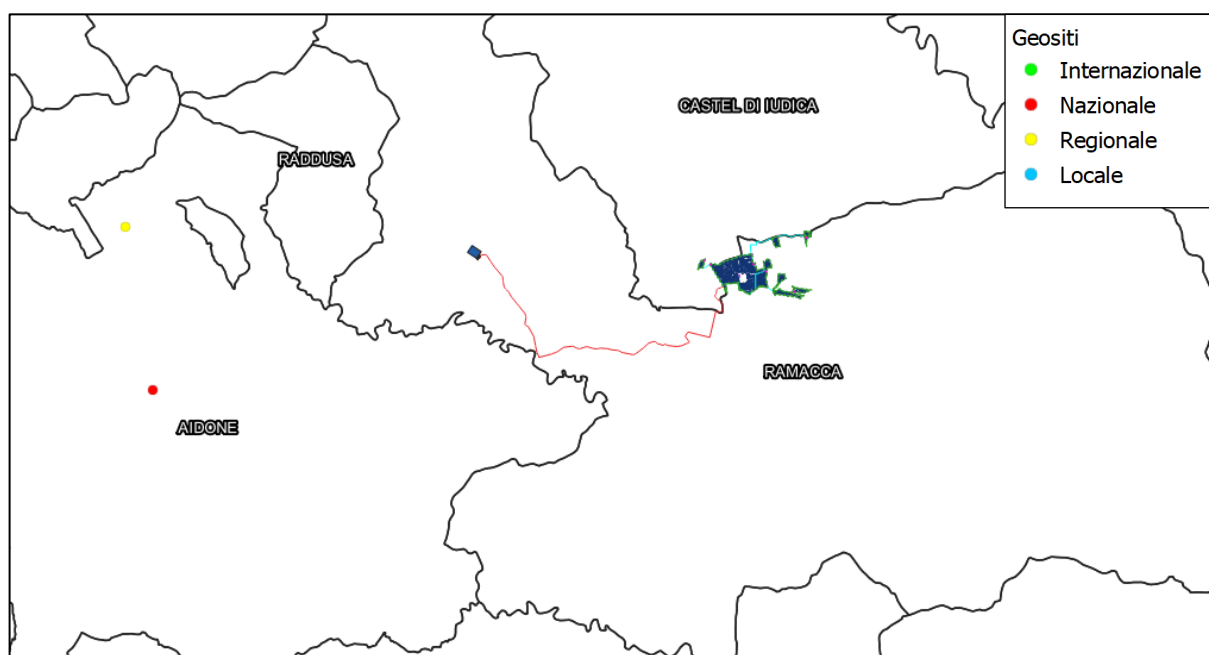 Geositi
Internazionale
Nazionale
Regionale
Locale
CASTEL DI IUDICA
RADDUSA
RAMACCA
AIDONE